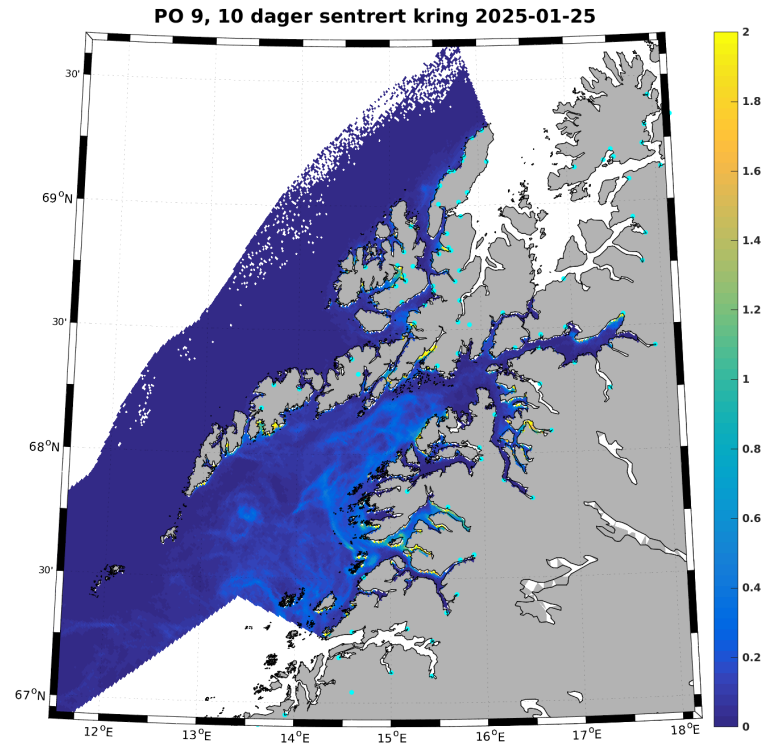 PO 9, 10 dager sentrert kring 2025-01-25
30'
69°N
30'
68°N
30'
67°N
12°E
13°E
14°E
15°E
16°E
17°E
18°E
2
1.8
1.6
1.4
1.2
1
0.8
0.6
0.4
0.2
0